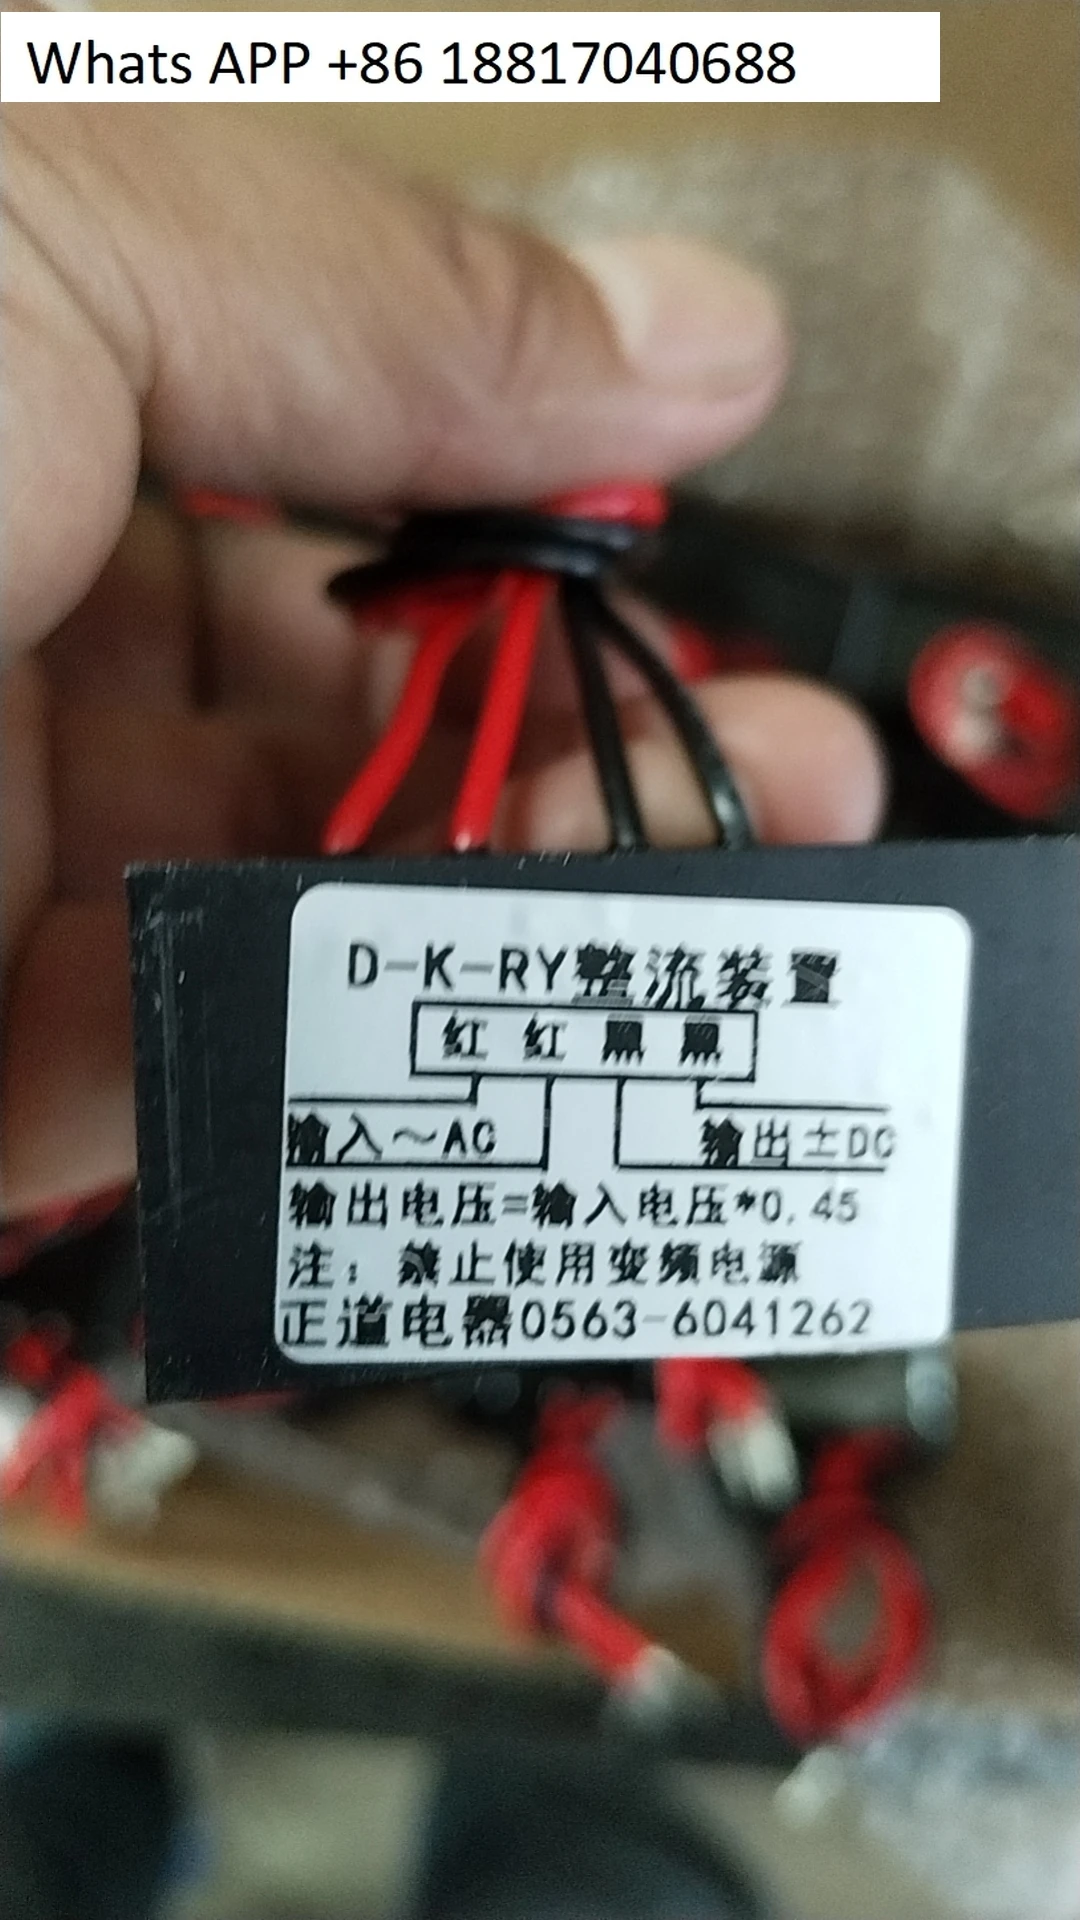 Whats APP +86 18817040688
D-K-RY整流装置
红 红 黑 黑
输入～AC 输出±DC
输出电压=输入电压*0.45
注：禁止使用变频电源
正道电器0563-6041262